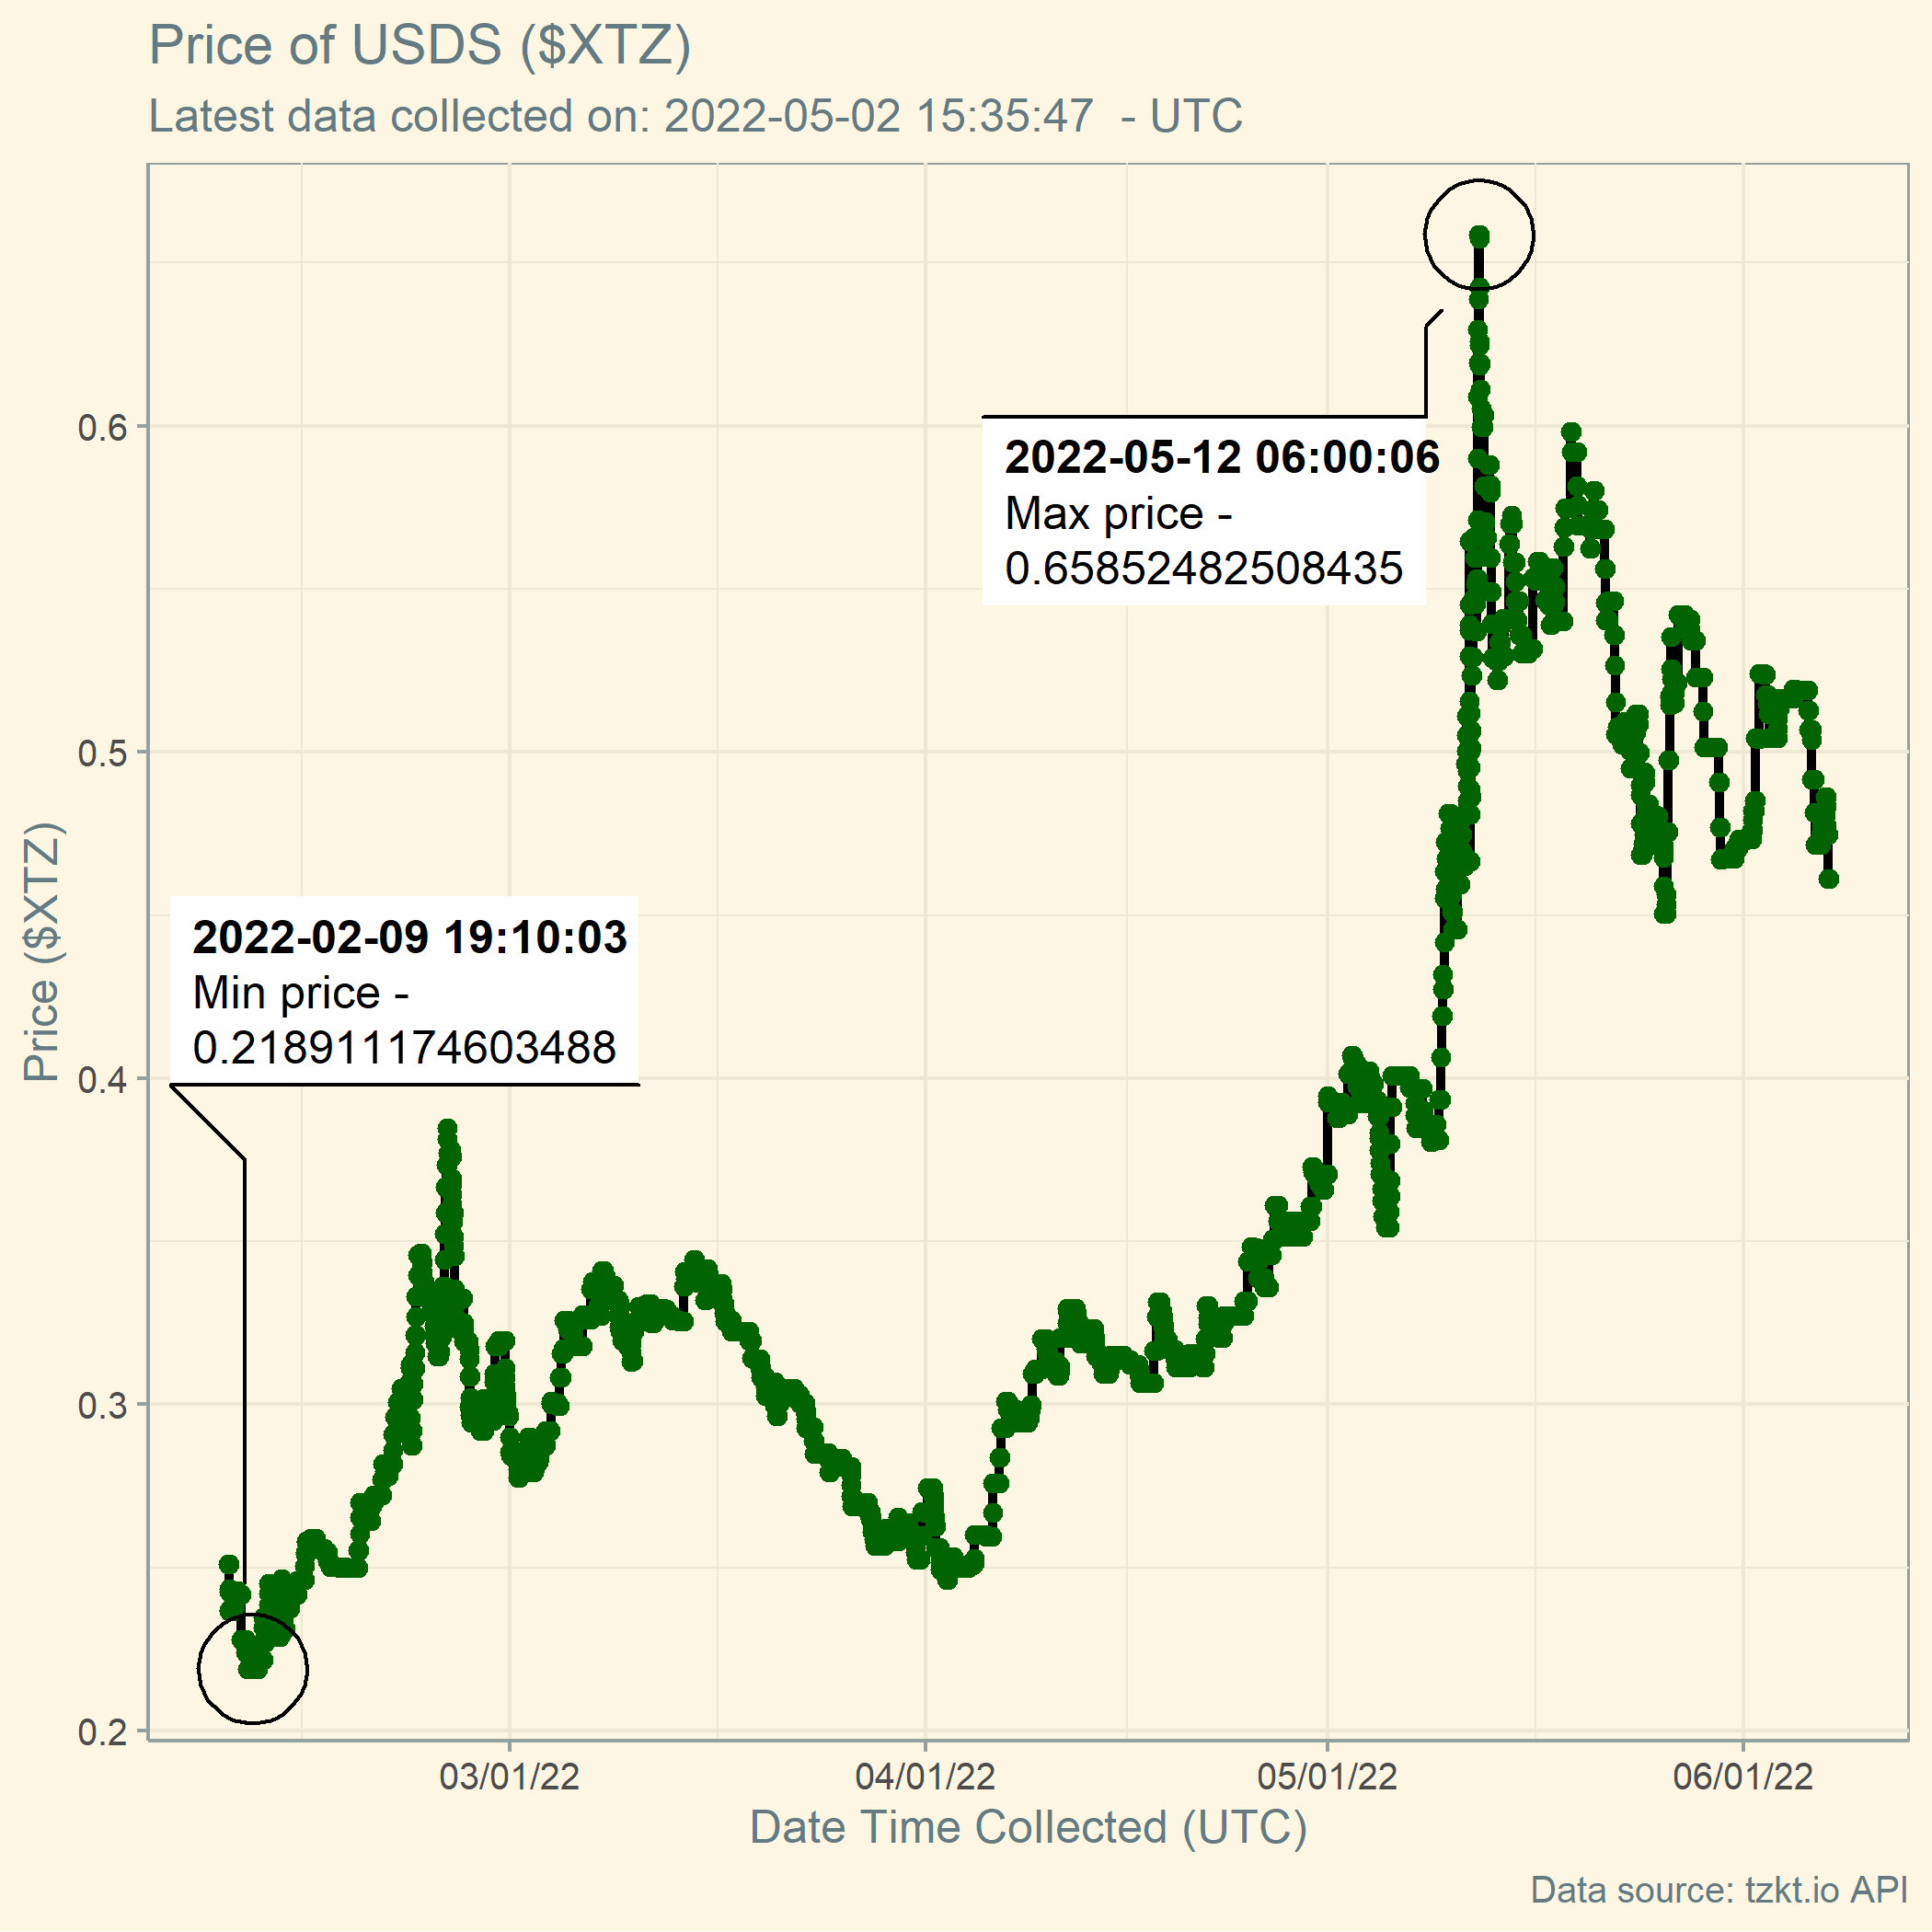 Price of USDS ($XTZ)
Latest data collected on: 2022-05-02 15:35:47  - UTC
Price ($XTZ)
0.6
0.5
0.4
0.3
0.2
2022-05-12 06:00:06
Max price -
0.65852482508435
2022-02-09 19:10:03
Min price -
0.218911174603488
03/01/22
04/01/22
05/01/22
06/01/22
Date Time Collected (UTC)
Data source: tzkt.io API